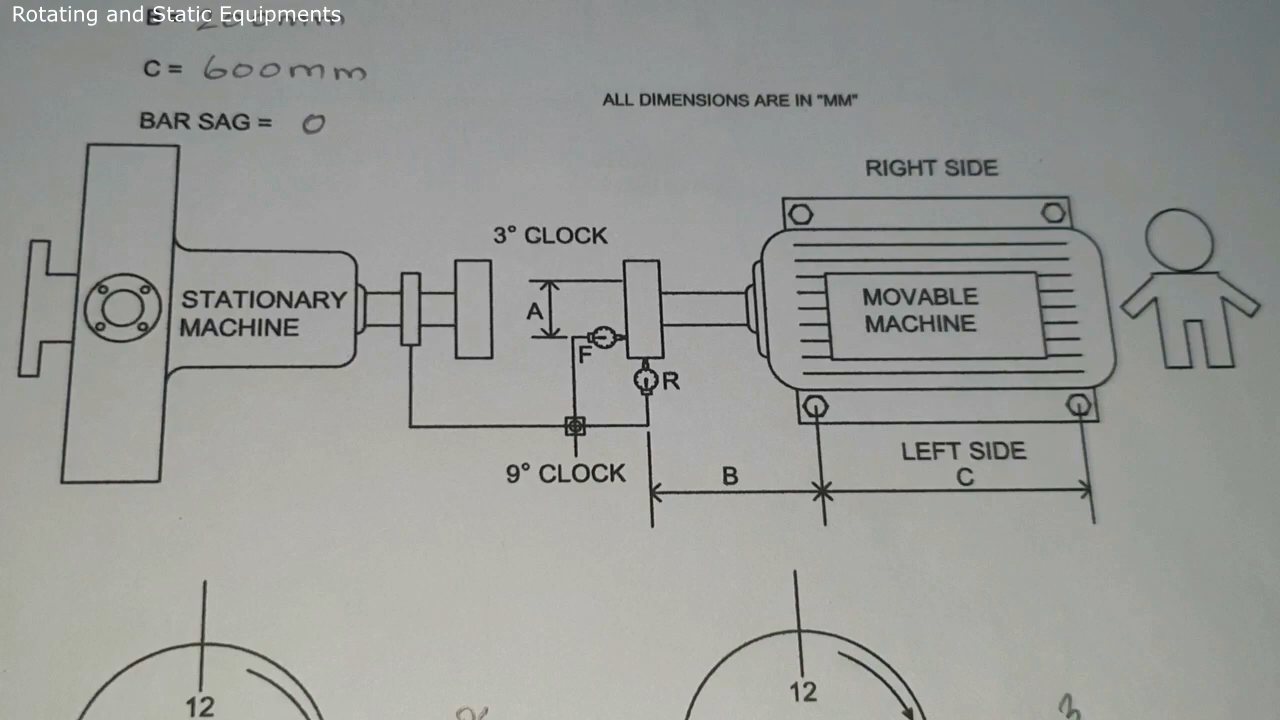 Rotating and Static Equipments
C = 600mm
ALL DIMENSIONS ARE IN "MM"
BAR SAG = 0
RIGHT SIDE
3° CLOCK
STATIONARY
MACHINE
A
MOVABLE
MACHINE
F
R
LEFT SIDE
9° CLOCK
B
C
12
12